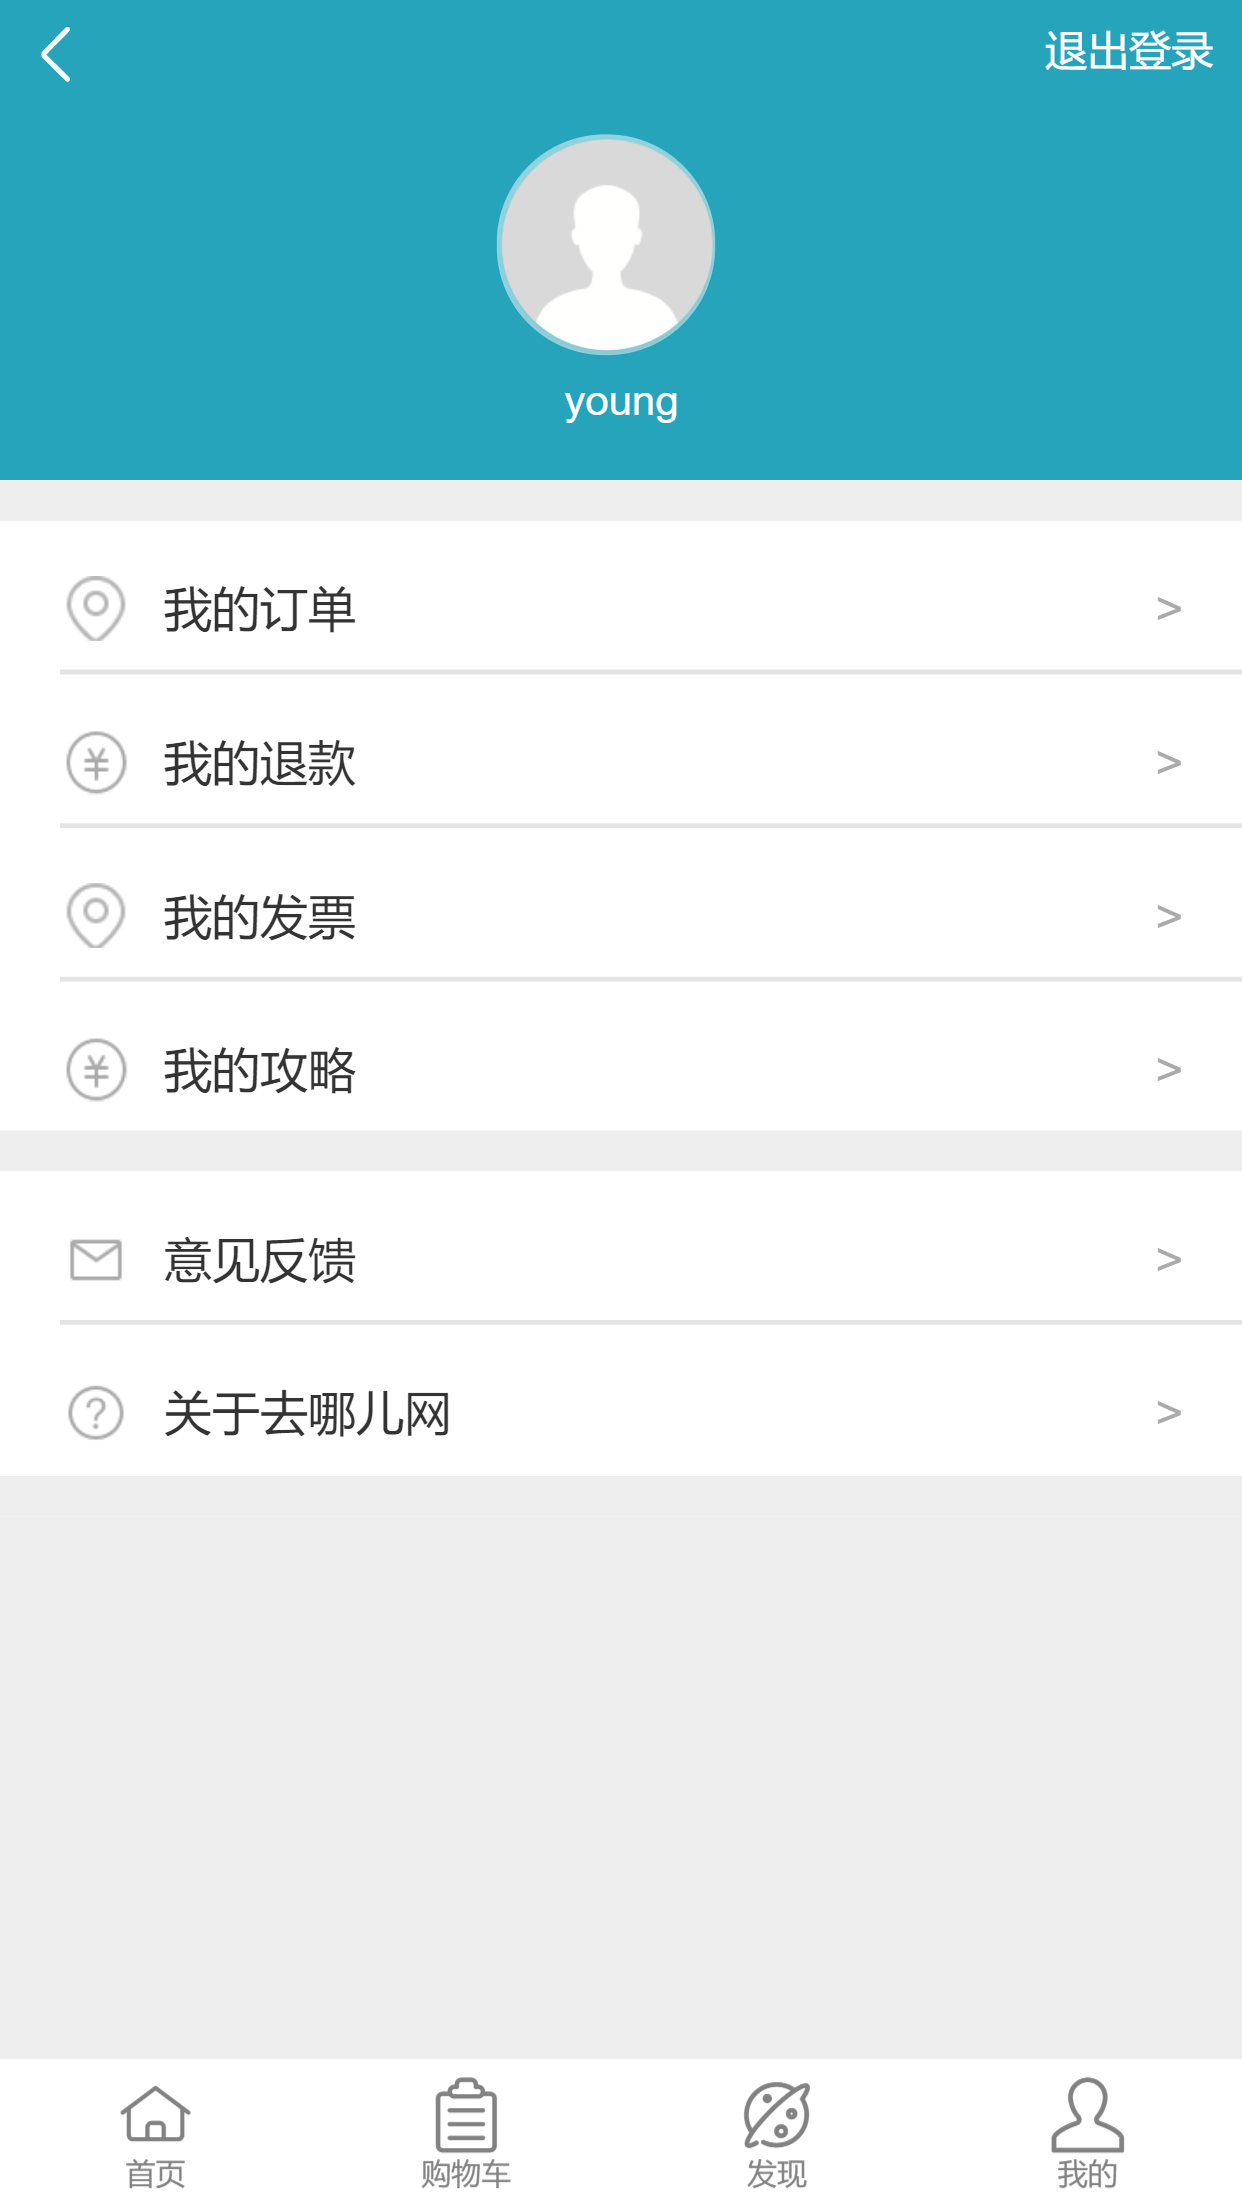 退出登录
young
我的订单 >
我的退款 >
我的发票 >
我的攻略 >
意见反馈 >
关于去哪儿网 >
首页 购物车 发现 我的